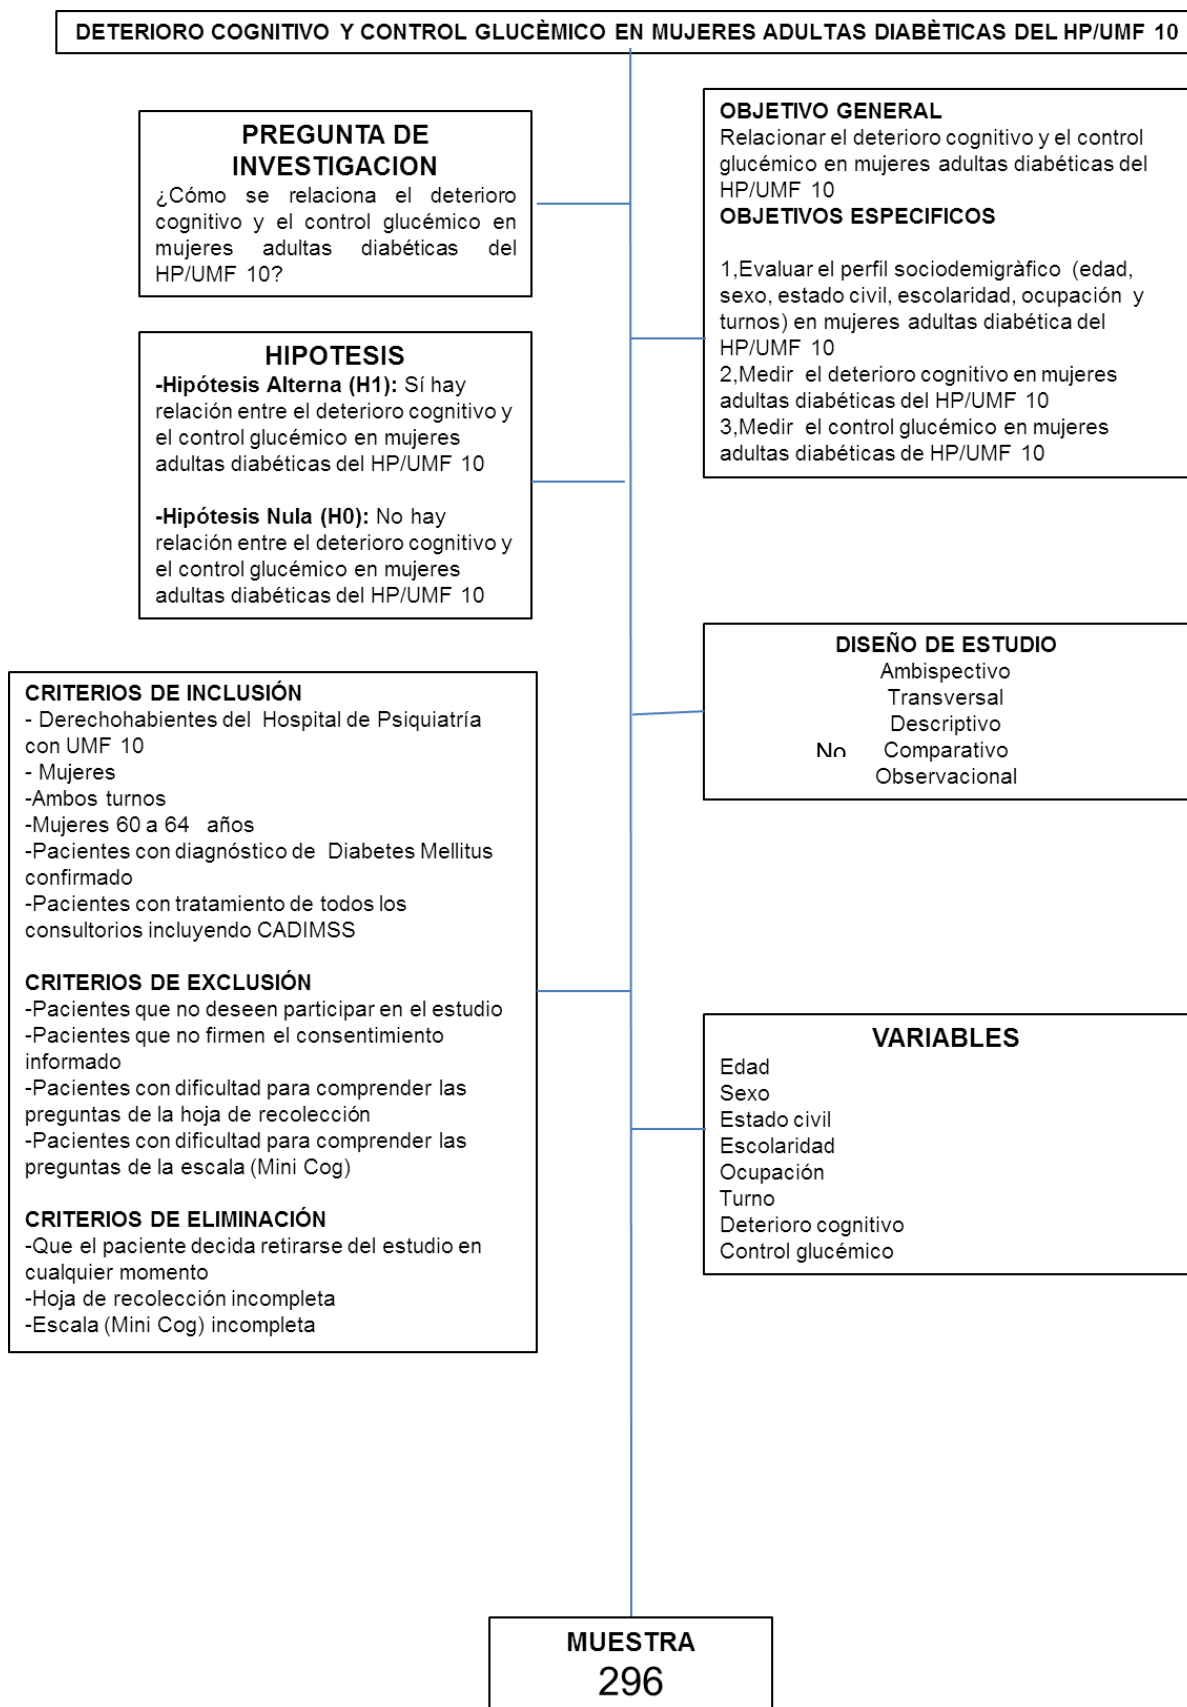 DETERIORO COGNITIVO Y CONTROL GLUCÈMICO EN MUJERES ADULTAS DIABÈTICAS DEL HP/UMF 10
PREGUNTA DE
INVESTIGACION
¿Cómo se relaciona el deterioro
cognitivo y el control glucémico en
mujeres adultas diabéticas del
HP/UMF 10?
OBJETIVO GENERAL
Relacionar el deterioro cognitivo y el control
glucémico en mujeres adultas diabéticas del
HP/UMF 10
OBJETIVOS ESPECIFICOS
1,Evaluar el perfil sociodemigràfico (edad,
sexo, estado civil, escolaridad, ocupación y
turnos) en mujeres adultas diabética del
HP/UMF 10
2,Medir el deterioro cognitivo en mujeres
adultas diabéticas del HP/UMF 10
3,Medir el control glucémico en mujeres
adultas diabéticas de HP/UMF 10
HIPOTESIS
-Hipótesis Alterna (H1): Sí hay
relación entre el deterioro cognitivo y
el control glucémico en mujeres
adultas diabéticas del HP/UMF 10
-Hipótesis Nula (H0): No hay
relación entre el deterioro cognitivo y
el control glucémico en mujeres
adultas diabéticas del HP/UMF 10
DISEÑO DE ESTUDIO
Ambispectivo
Transversal
Descriptivo
No Comparativo
Observacional
CRITERIOS DE INCLUSIÓN
- Derechohabientes del Hospital de Psiquiatría
con UMF 10
- Mujeres
-Ambos turnos
-Mujeres 60 a 64 años
-Pacientes con diagnóstico de Diabetes Mellitus
confirmado
-Pacientes con tratamiento de todos los
consultorios incluyendo CADIMSS
CRITERIOS DE EXCLUSIÓN
-Pacientes que no deseen participar en el estudio
-Pacientes que no firmen el consentimiento
informado
-Pacientes con dificultad para comprender las
preguntas de la hoja de recolección
-Pacientes con dificultad para comprender las
preguntas de la escala (Mini Cog)
CRITERIOS DE ELIMINACIÓN
-Que el paciente decida retirarse del estudio en
cualquier momento
-Hoja de recolección incompleta
-Escala (Mini Cog) incompleta
VARIABLES
Edad
Sexo
Estado civil
Escolaridad
Ocupación
Turno
Deterioro cognitivo
Control glucémico
MUESTRA
296